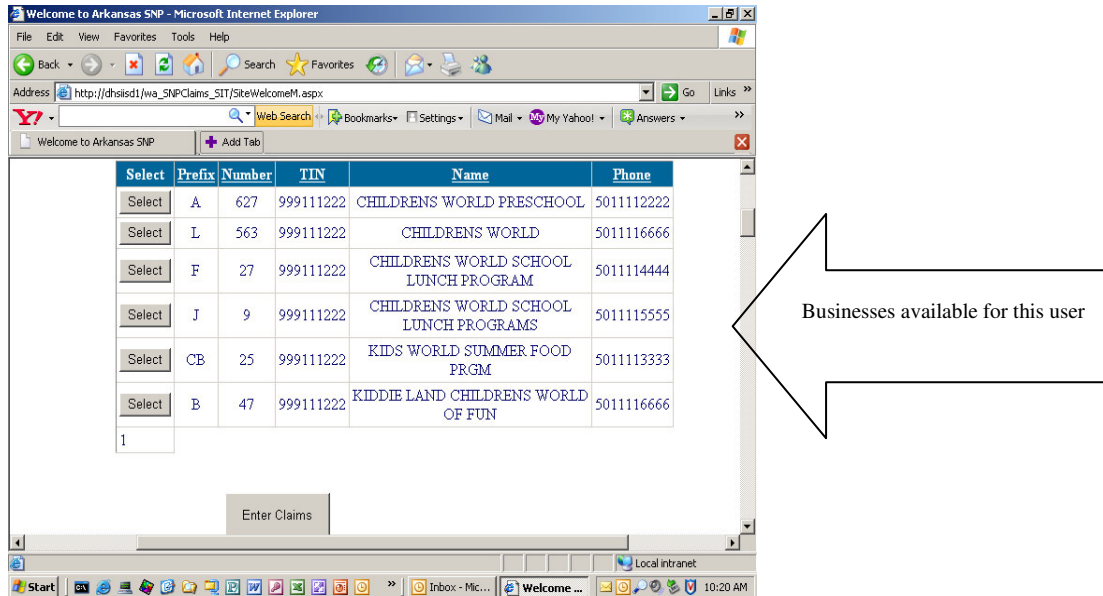 Welcome to Arkansas SNP - Microsoft Internet Explorer
File Edit View Favorites Tools Help
Back Search Favorites
Address http://dhsiisd1/wa_SNPClaims_SIT/SiteWelcomeM.aspx Go Links »
Y! Web Search Bookmarks Settings Mail My My Yahoo! Answers »
Welcome to Arkansas SNP Add Tab
Select Prefix Number TIN Name Phone
Select A 627 999111222 CHILDRENS WORLD PRESCHOOL 5011112222
Select L 563 999111222 CHILDRENS WORLD 5011116666
Select F 27 999111222 CHILDRENS WORLD SCHOOL
LUNCH PROGRAM 5011114444
Select J 9 999111222 CHILDRENS WORLD SCHOOL
LUNCH PROGRAMS 5011115555
Select CB 25 999111222 KIDS WORLD SUMMER FOOD
PRGM 5011113333
Select B 47 999111222 KIDDIE LAND CHILDRENS WORLD
OF FUN 5011116666
1
Enter Claims
Businesses available for this user
Local intranet
Start » Inbox - Mic... Welcome ... 10:20 AM